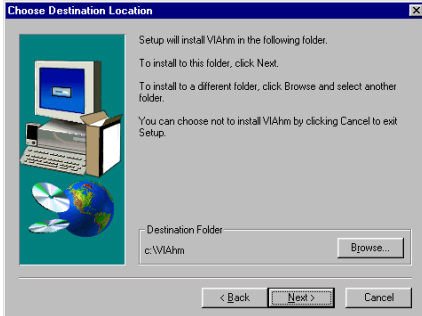 Choose Destination Location
Setup will install VIAhm in the following folder.
To install to this folder, click Next.
To install to a different folder, click Browse and select another
folder.
You can choose not to install VIAhm by clicking Cancel to exit
Setup.
Destination Folder
c:\VIAhm
Browse...
< Back
Next >
Cancel